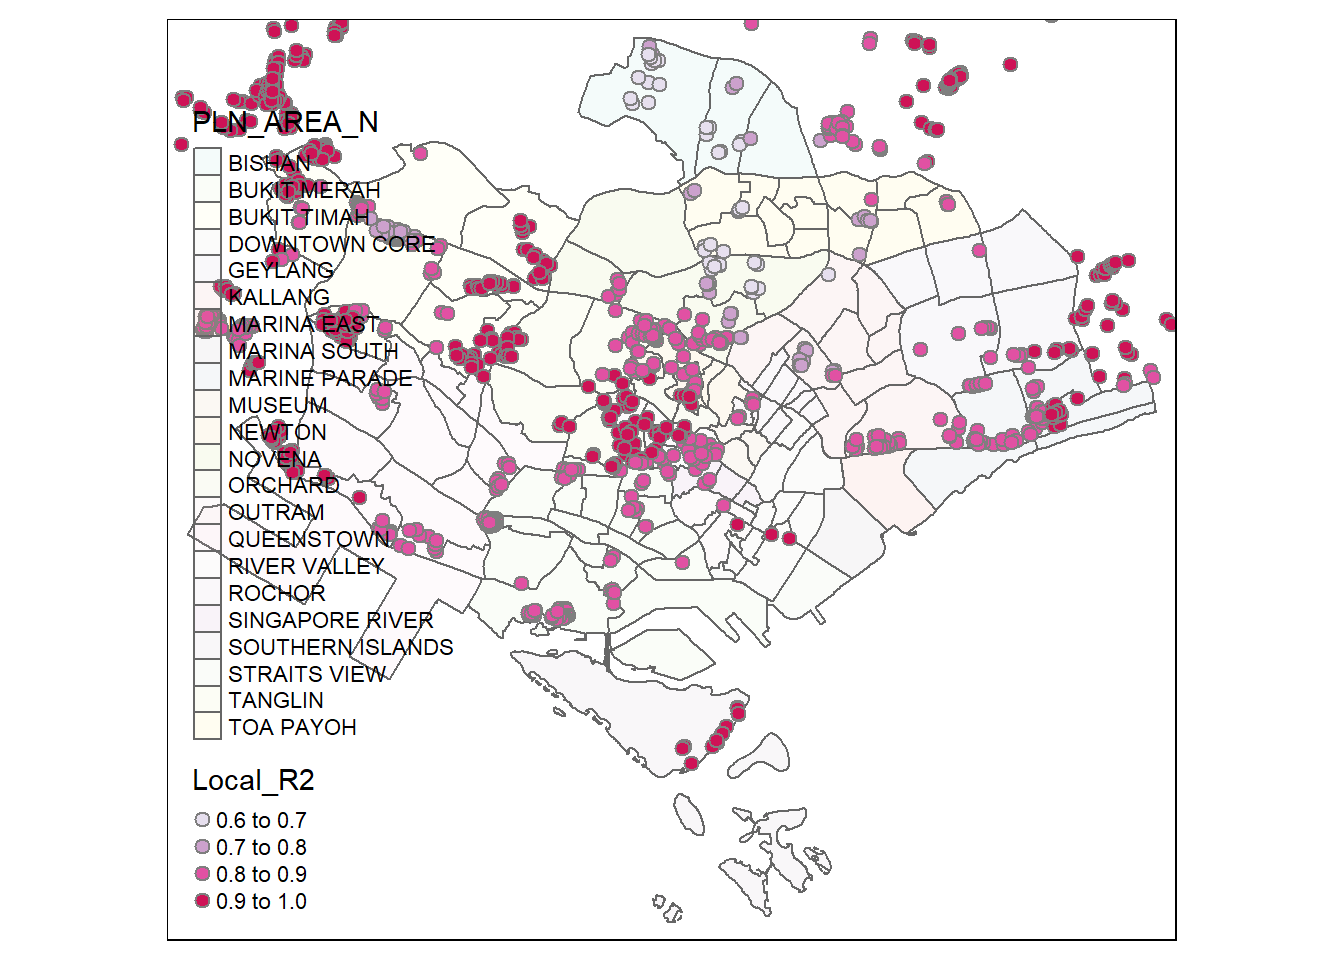 PLN_AREA_N
BISHAN
BUKIT MERAH
BUKIT TIMAH
DOWNTOWN CORE
GEYLANG
KALLANG
MARINA EAST
MARINA SOUTH
MARINE PARADE
MUSEUM
NEWTON
NOVENA
ORCHARD
OUTRAM
QUEENSTOWN
RIVER VALLEY
ROCHOR
SINGAPORE RIVER
SOUTHERN ISLANDS
STRAITS VIEW
TANGLIN
TOA PAYOH
Local_R2
0.6 to 0.7
0.7 to 0.8
0.8 to 0.9
0.9 to 1.0